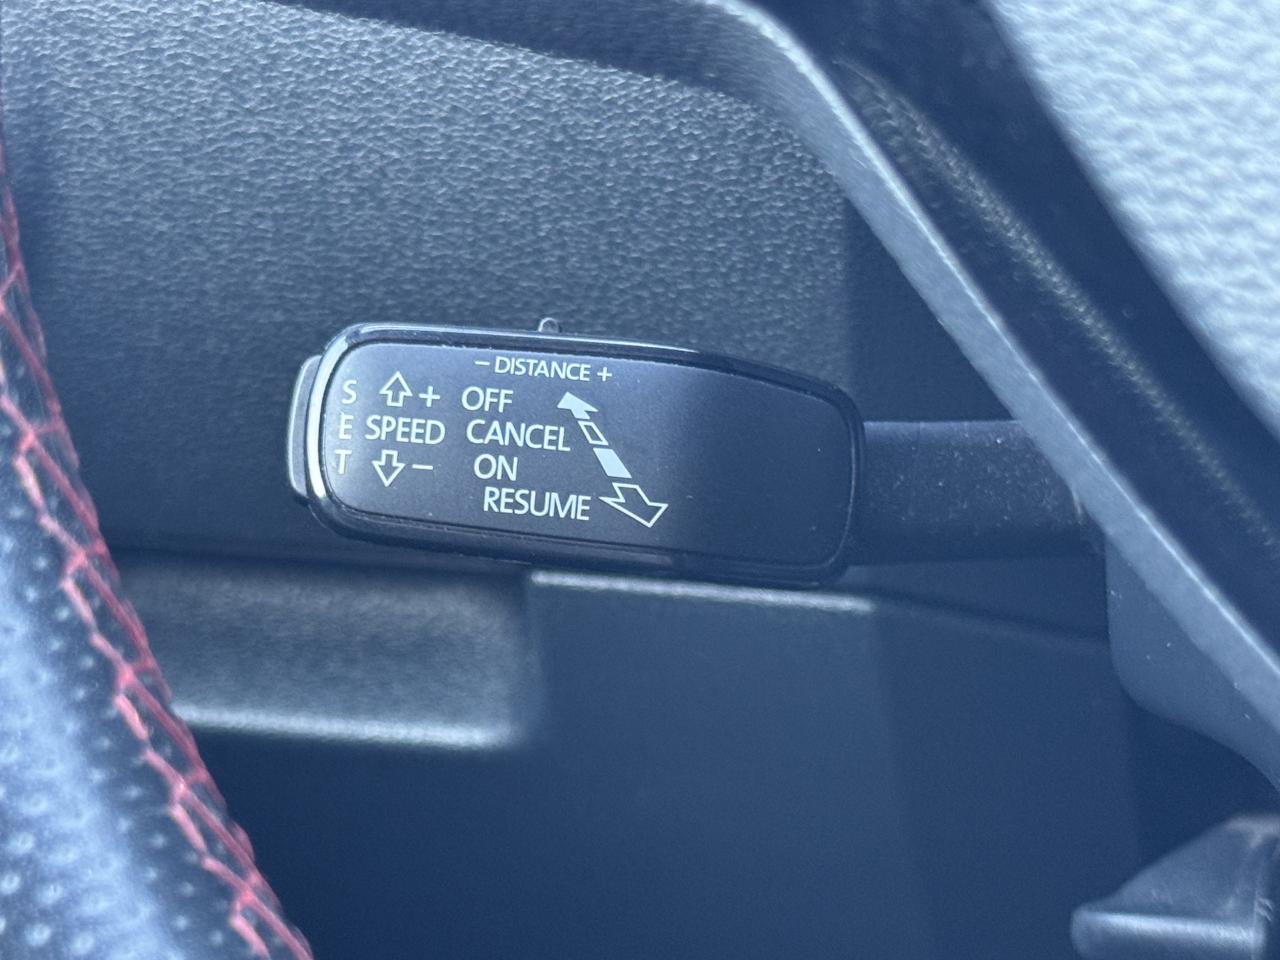 − DISTANCE +
S + OFF
E SPEED CANCEL
T − ON
RESUME